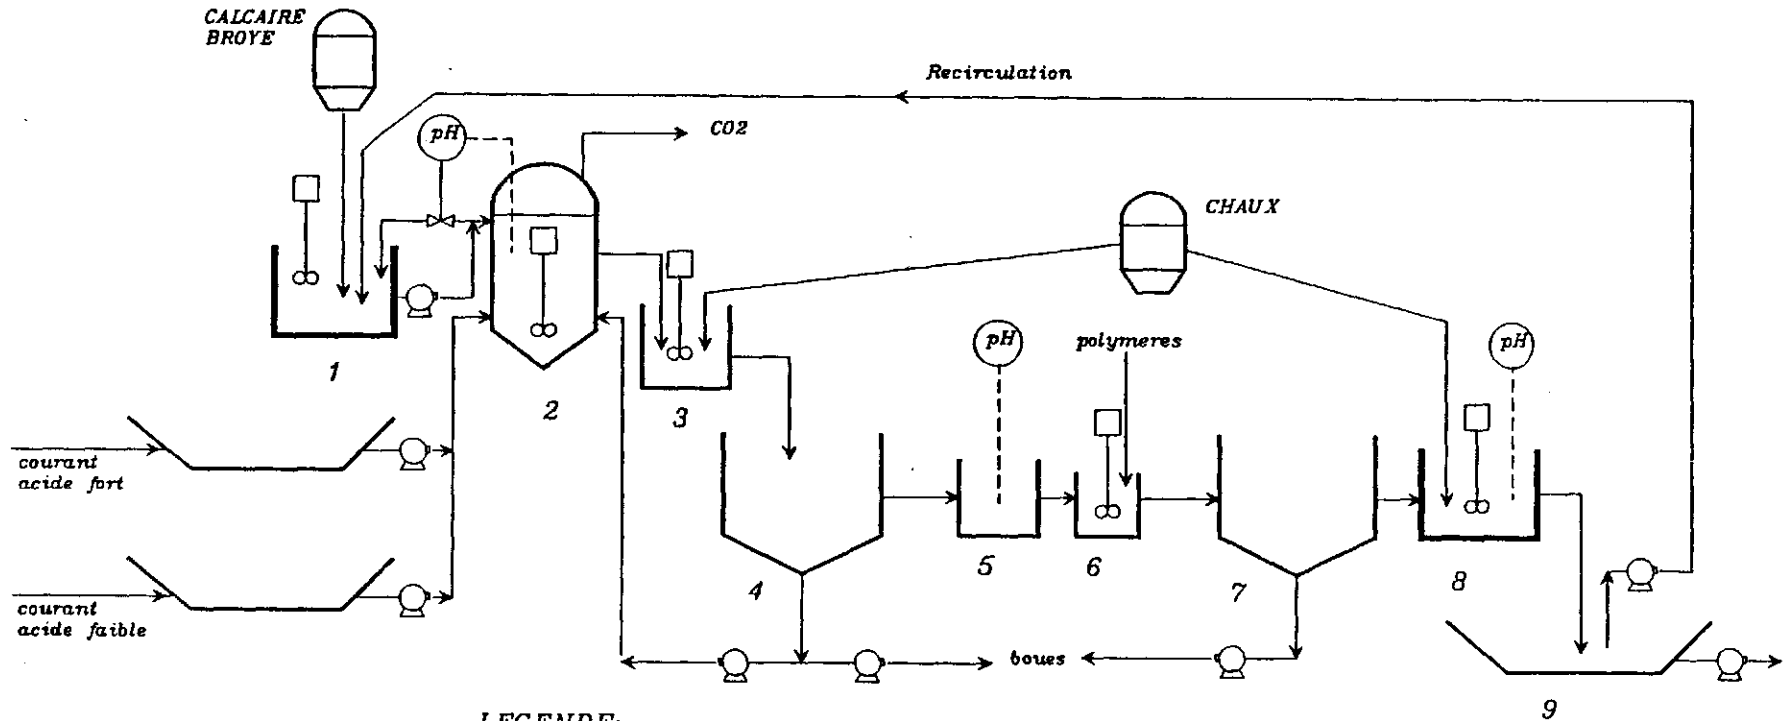 CALCAIRE
BROYE
Recirculation
pH
CO2
CHAUX
pH
polymeres
pH
1
2
3
courant
acide fort
4
5
6
7
8
courant
acide faible
boues
9
LEGENDE: